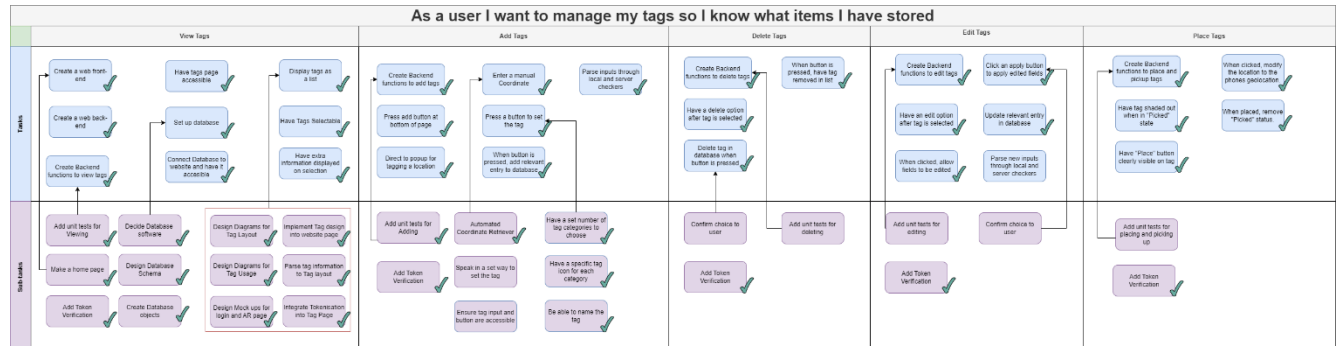 As a user I want to manage my tags so I know what items I have stored
View Tags
Add Tags
Delete Tags
Edit Tags
Place Tags
Tasks
Create a web front-
end
Have tags page
accessible
Display tags as
a list
Create a web back-
end
Set up database
Have Tags Selectable
Create Backend
functions to view tags
Connect Database to
website and have it
accesible
Have extra
information displayed
on selection
Create Backend
functions to add tags
Enter a manual
Coordinate
Parse inputs through
local and server
checkers
Press add button at
bottom of page
Press a button to set
the tag
Direct to popup for
tagging a location
When button is
pressed, add relevant
entry to database
Create Backend
functions to delete tags
When button is
pressed, have tag
removed in list
Have a delete option
after tag is selected
Delete tag in
database when
button is pressed
Create Backend
functions to edit tags
Click an apply button
to apply edited fields
Have an edit option
after tag is selected
Update relevant
entry in database
When clicked, allow
fields to be edited
Parse new inputs
through local and
server checkers
Create Backend
functions to place and
pickup tags
When clicked, modify
the location to the
phones geolocation
Have tag shaded out
when in "Picked"
state
When placed, remove
"Picked" status
Have "Place" button
clearly visible on tag
Sub-tasks
Add unit tests for
Viewing
Decide Database
software
Design Diagrams for
Tag Layout
Implement Tag design
into website page
Make a home page
Design Database
Schema
Design Diagrams for
Tag Usage
Parse tag information
to Tag layout
Add Token
Verification
Create Database
objects
Design Mock ups for
login and AR page
Integrate Tokenisation
into Tag Page
Add unit tests for
Adding
Automated
Coordinate Retriever
Have a set number of
tag categories to
choose
Add Token
Verification
Speak in a set way to
set the tag
Have a specific tag
icon for each
category
Ensure tag input and
button are accessible
Be able to name the
tag
Confirm choice to
user
Add unit tests for
deleting
Add Token
Verification
Add unit tests for
editing
Confirm choice to
user
Add Token
Verification
Add unit tests for
placing and picking
up
Add Token
Verification